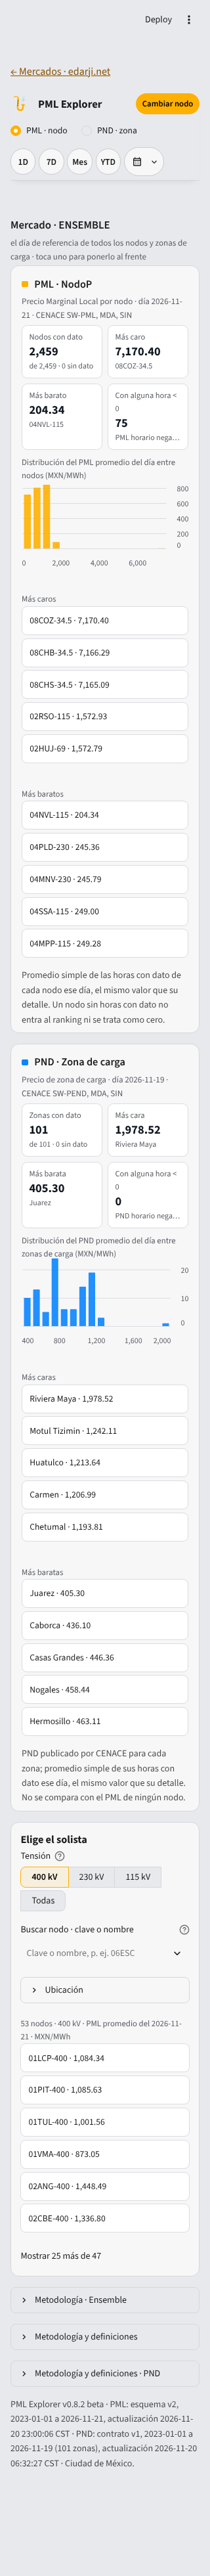 Deploy
← Mercados · edarji.net
PML Explorer
Cambiar nodo
PML · nodo
PND · zona
1D
7D
Mes
YTD
Mercado · ENSEMBLE
el día de referencia de todos los nodos y zonas de
carga · toca uno para ponerlo al frente
PML · NodoP
Precio Marginal Local por nodo · día 2026-11-
21 · CENACE SW-PML, MDA, SIN
Nodos con dato
2,459
de 2,459 · 0 sin dato
Más caro
7,170.40
08COZ-34.5
Más barato
204.34
04NVL-115
Con alguna hora <
0
75
PML horario nega…
Distribución del PML promedio del día entre
nodos (MXN/MWh)
800
600
400
200
0
0
2,000
4,000
6,000
Más caros
08COZ-34.5 · 7,170.40
08CHB-34.5 · 7,166.29
08CHS-34.5 · 7,165.09
02RSO-115 · 1,572.93
02HUJ-69 · 1,572.79
Más baratos
04NVL-115 · 204.34
04PLD-230 · 245.36
04MNV-230 · 245.79
04SSA-115 · 249.00
04MPP-115 · 249.28
Promedio simple de las horas con dato de
cada nodo ese día, el mismo valor que su
detalle. Un nodo sin horas con dato no
entra al ranking ni se trata como cero.
PND · Zona de carga
Precio de zona de carga · día 2026-11-19 ·
CENACE SW-PEND, MDA, SIN
Zonas con dato
101
de 101 · 0 sin dato
Más cara
1,978.52
Riviera Maya
Más barata
405.30
Juarez
Con alguna hora <
0
0
PND horario nega…
Distribución del PND promedio del día entre
zonas de carga (MXN/MWh)
20
10
0
400
800
1,200
1,600
2,000
Más caras
Riviera Maya · 1,978.52
Motul Tizimin · 1,242.11
Huatulco · 1,213.64
Carmen · 1,206.99
Chetumal · 1,193.81
Más baratas
Juarez · 405.30
Caborca · 436.10
Casas Grandes · 446.36
Nogales · 458.44
Hermosillo · 463.11
PND publicado por CENACE para cada
zona; promedio simple de sus horas con
dato ese día, el mismo valor que su detalle.
No se compara con el PML de ningún nodo.
Elige el solista
Tensión
400 kV
230 kV
115 kV
Todas
Buscar nodo · clave o nombre
Clave o nombre, p. ej. 06ESC
Ubicación
53 nodos · 400 kV · PML promedio del 2026-11-
21 · MXN/MWh
01LCP-400 · 1,084.34
01PIT-400 · 1,085.63
01TUL-400 · 1,001.56
01VMA-400 · 873.05
02ANG-400 · 1,448.49
02CBE-400 · 1,336.80
Mostrar 25 más de 47
Metodología · Ensemble
Metodología y definiciones
Metodología y definiciones · PND
PML Explorer v0.8.2 beta · PML: esquema v2,
2023-01-01 a 2026-11-21, actualización 2026-11-
20 23:00:06 CST · PND: contrato v1, 2023-01-01 a
2026-11-19 (101 zonas), actualización 2026-11-20
06:32:27 CST · Ciudad de México.